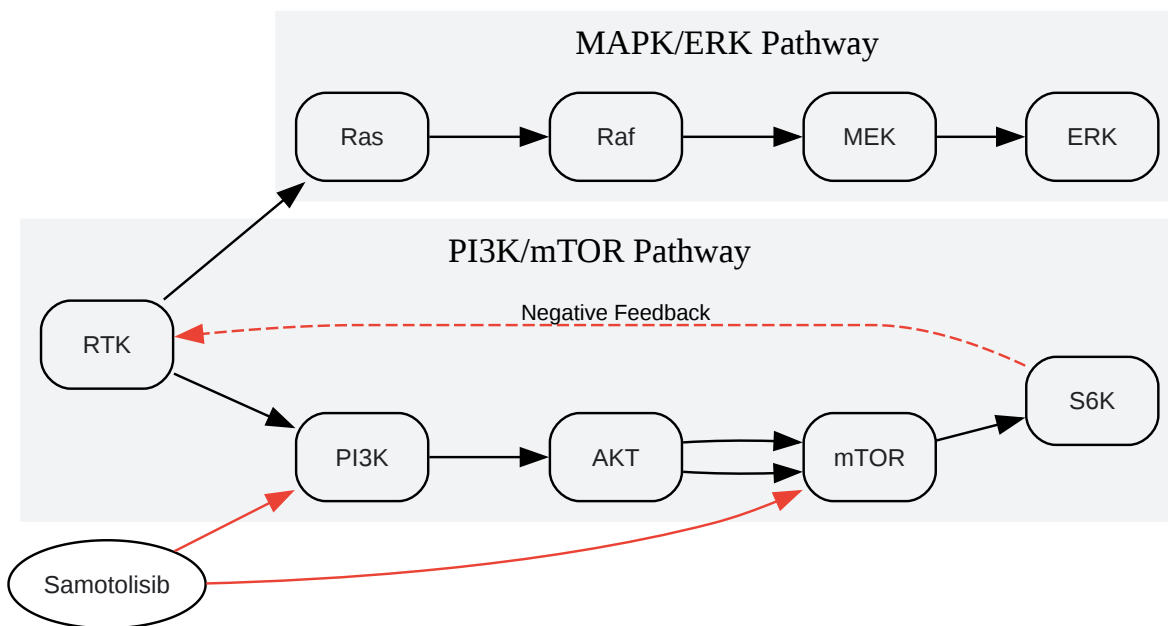 MAPK/ERK Pathway
Ras
Raf
MEK
ERK
PI3K/mTOR Pathway
Negative Feedback
RTK
S6K
PI3K
AKT
mTOR
Samotolisib